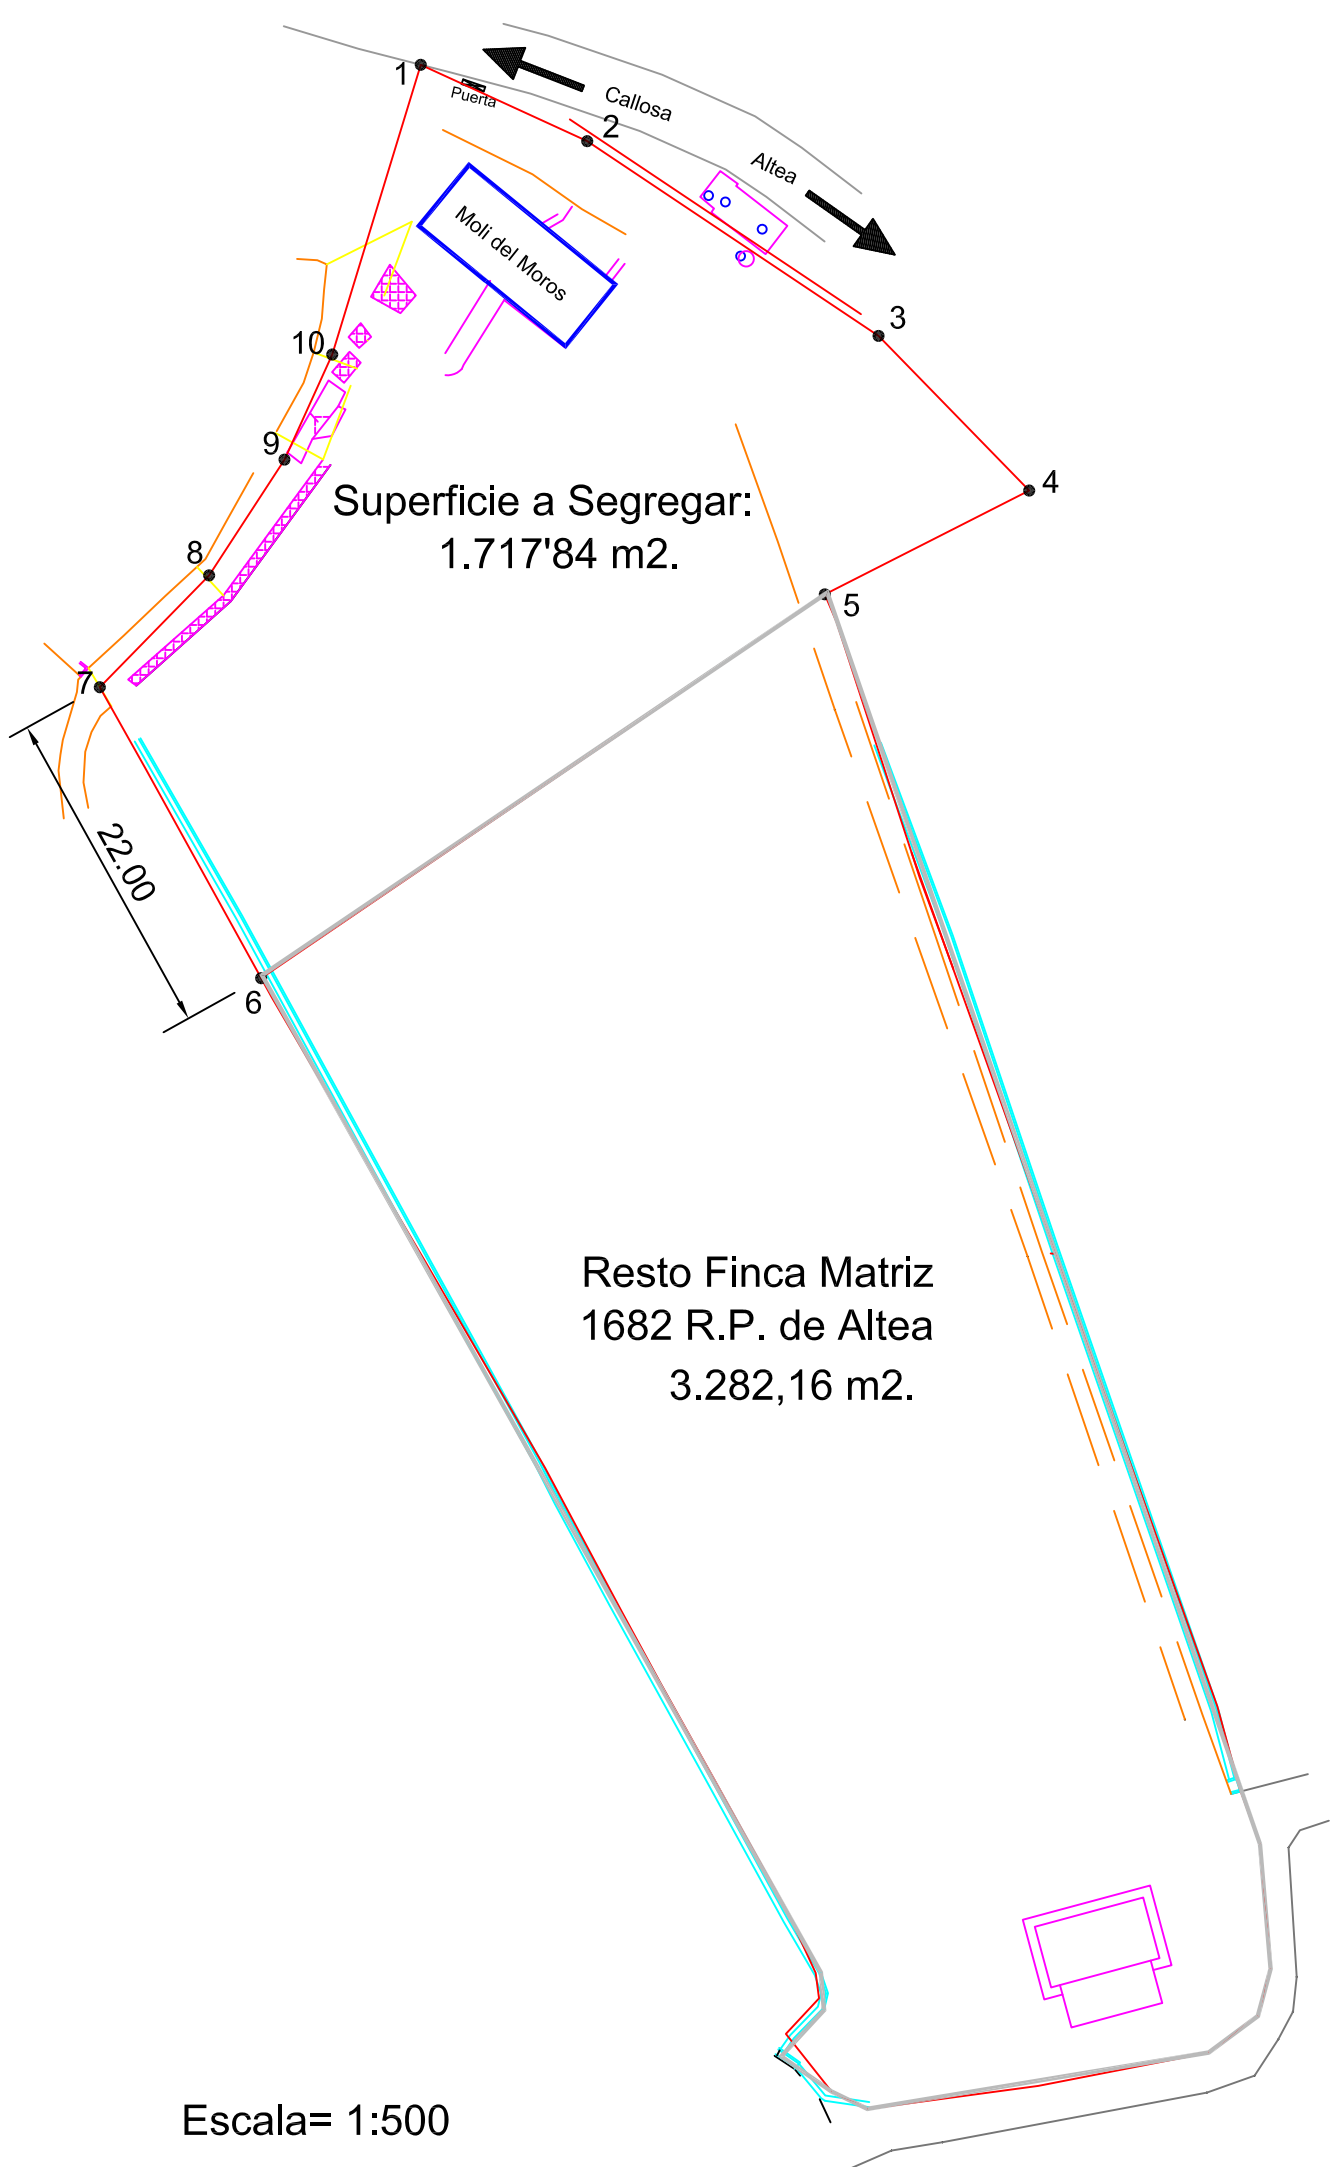 1
Puerta
Callosa
2
Altea
Moli del Moros
3
10
9
4
Superficie a Segregar:
1.717'84 m2.
8
5
7
22.00
6
Resto Finca Matriz
1682 R.P. de Altea
3.282,16 m2.
Escala= 1:500